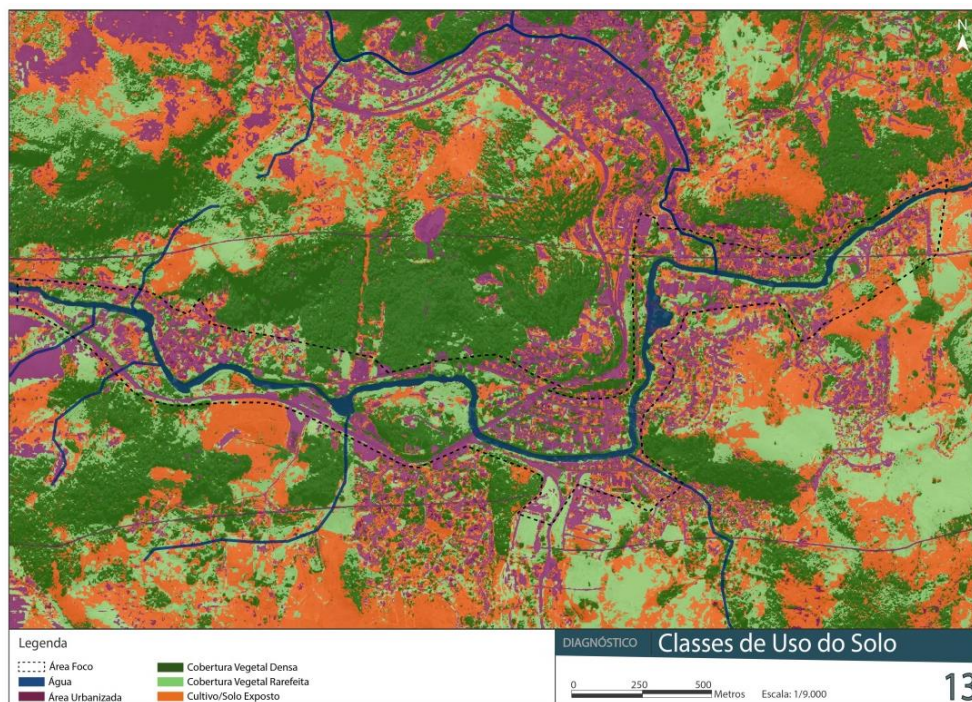 N
Legenda
Área Foco
Água
Área Urbanizada
Cobertura Vegetal Densa
Cobertura Vegetal Rarefeita
Cultivo/Solo Exposto
DIAGNÓSTICO Classes de Uso do Solo
0 250 500 Metros Escala: 1/9.000
13